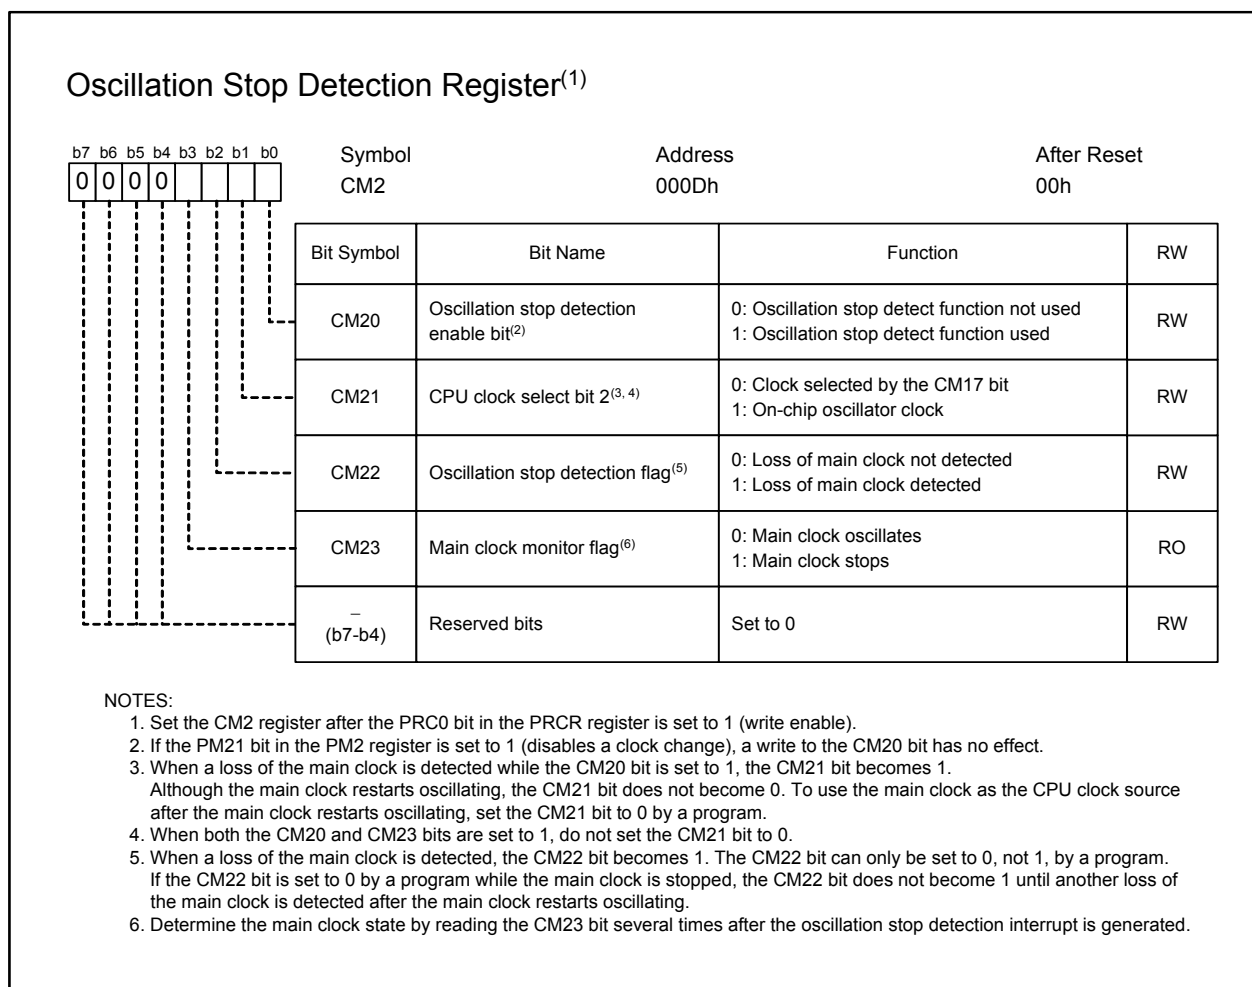 Oscillation Stop Detection Register(1)
b7 b6 b5 b4 b3 b2 b1 b0
0 0 0 0
Symbol Address After Reset
CM2 000Dh 00h
Bit Symbol Bit Name Function RW
CM20 Oscillation stop detection enable bit(2) 0: Oscillation stop detect function not used RW
1: Oscillation stop detect function used
CM21 CPU clock select bit 2(3, 4) 0: Clock selected by the CM17 bit RW
1: On-chip oscillator clock
CM22 Oscillation stop detection flag(5) 0: Loss of main clock not detected RW
1: Loss of main clock detected
CM23 Main clock monitor flag(6) 0: Main clock oscillates RO
1: Main clock stops
– (b7-b4) Reserved bits Set to 0 RW
NOTES:
1. Set the CM2 register after the PRC0 bit in the PRCR register is set to 1 (write enable).
2. If the PM21 bit in the PM2 register is set to 1 (disables a clock change), a write to the CM20 bit has no effect.
3. When a loss of the main clock is detected while the CM20 bit is set to 1, the CM21 bit becomes 1.
Although the main clock restarts oscillating, the CM21 bit does not become 0. To use the main clock as the CPU clock source
after the main clock restarts oscillating, set the CM21 bit to 0 by a program.
4. When both the CM20 and CM23 bits are set to 1, do not set the CM21 bit to 0.
5. When a loss of the main clock is detected, the CM22 bit becomes 1. The CM22 bit can only be set to 0, not 1, by a program.
If the CM22 bit is set to 0 by a program while the main clock is stopped, the CM22 bit does not become 1 until another loss of
the main clock is detected after the main clock restarts oscillating.
6. Determine the main clock state by reading the CM23 bit several times after the oscillation stop detection interrupt is generated.